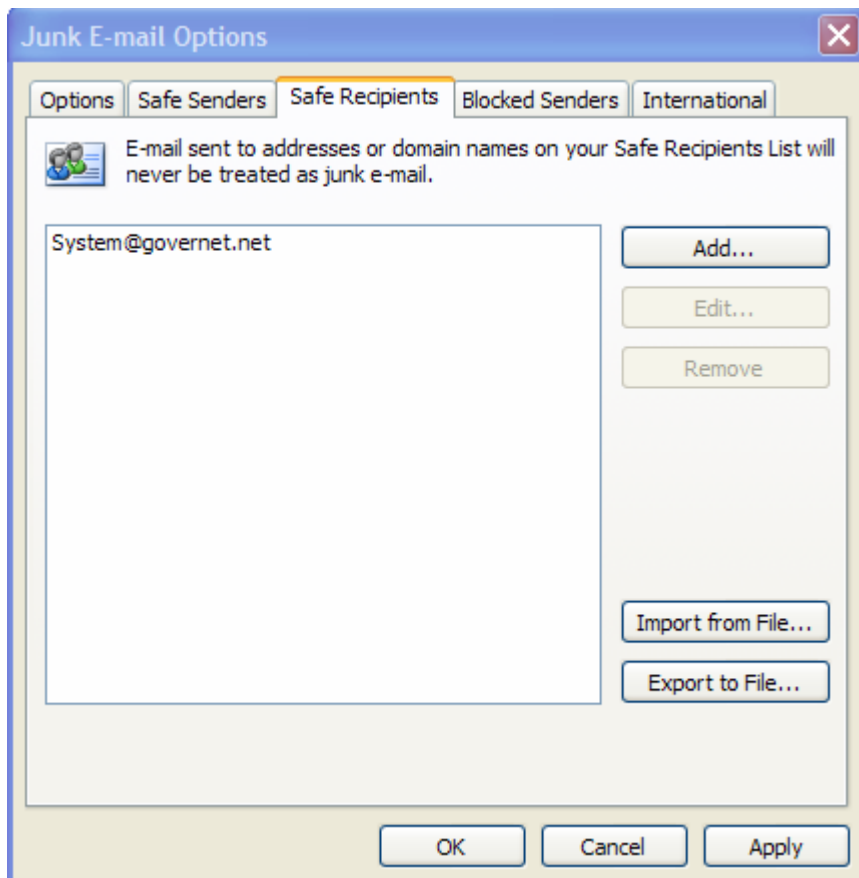 Junk E-mail Options
Options
Safe Senders
Safe Recipients
Blocked Senders
International
E-mail sent to addresses or domain names on your Safe Recipients List will
never be treated as junk e-mail.
System@governet.net
Add...
Edit...
Remove
Import from File...
Export to File...
OK
Cancel
Apply